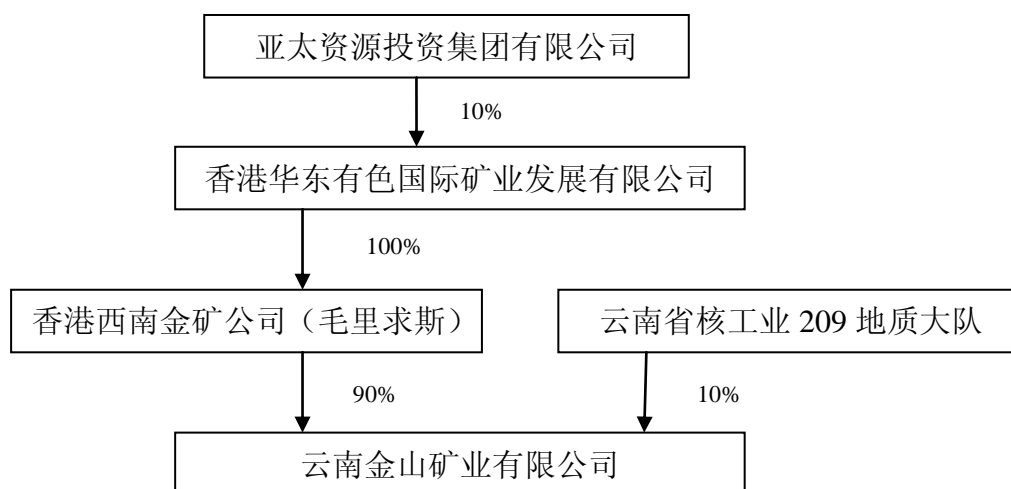 亚太资源投资集团有限公司
10%
香港华东有色国际矿业发展有限公司
100%
香港西南金矿公司（毛里求斯）
云南省核工业 209 地质大队
90%
10%
云南金山矿业有限公司